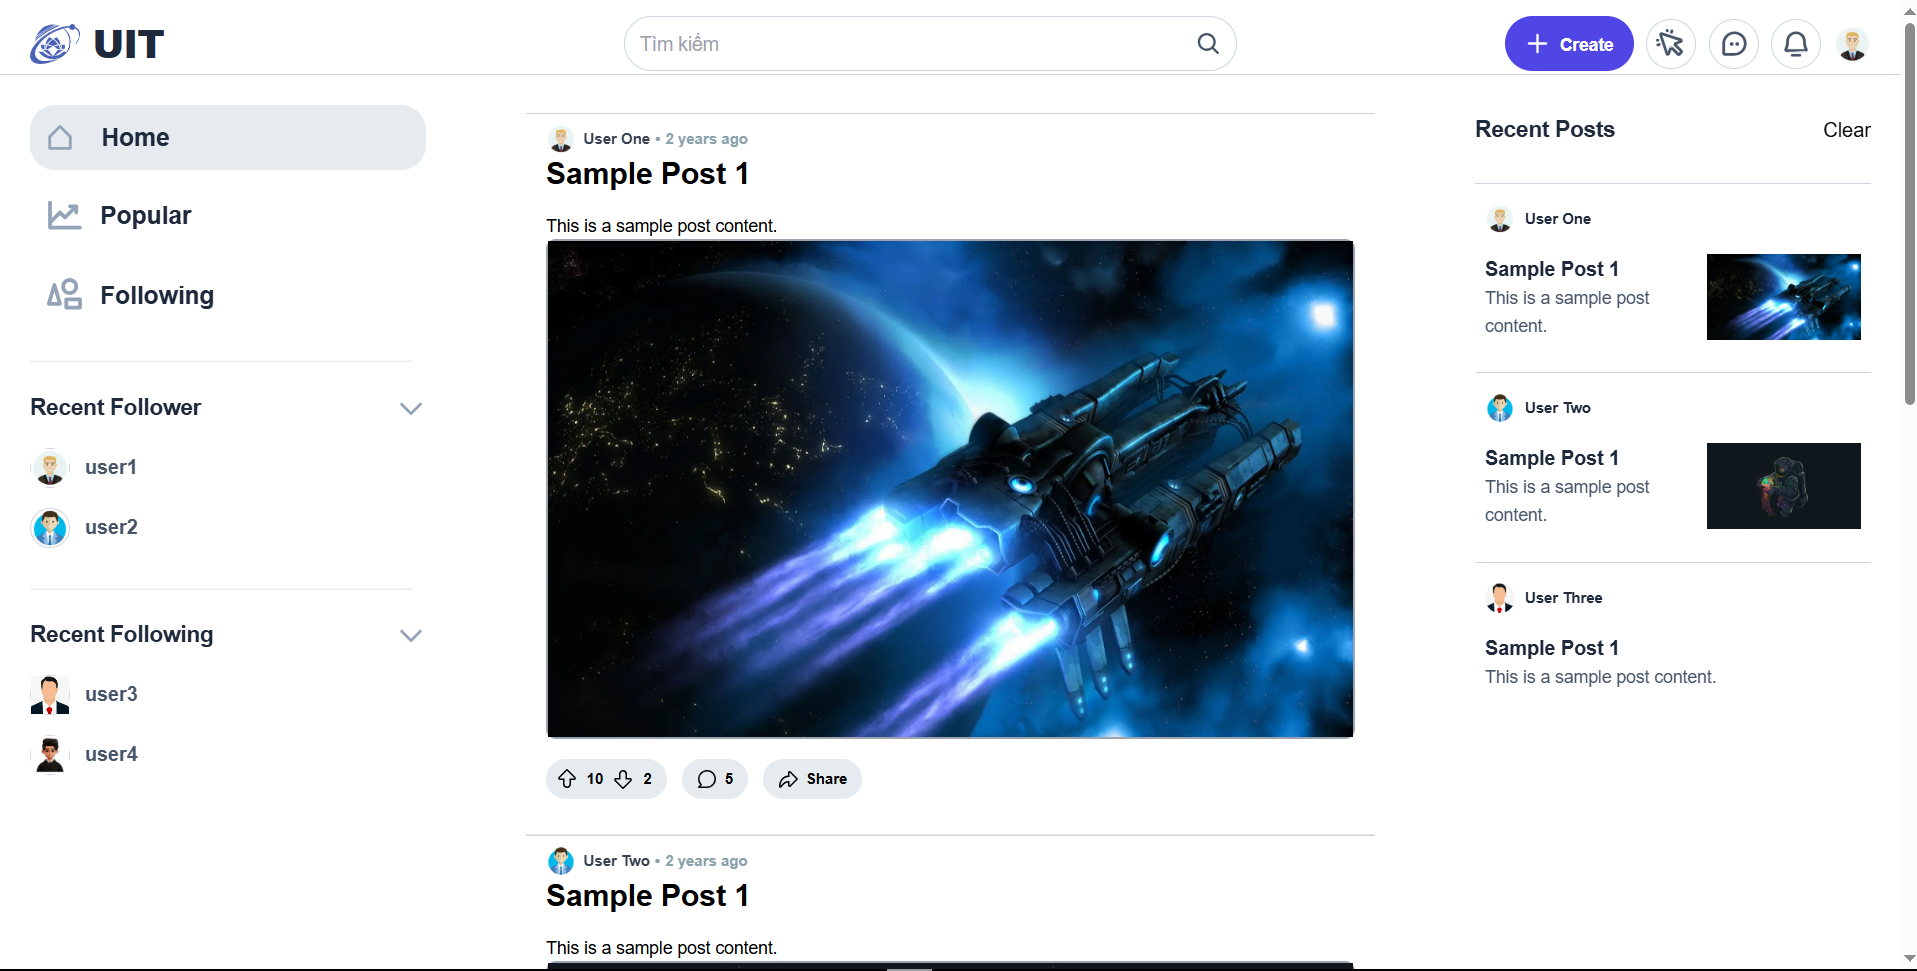 UIT
Tìm kiếm
Create
Home
Popular
Following
Recent Follower
user1
user2
Recent Following
user3
user4
User One • 2 years ago
Sample Post 1
This is a sample post content.
10 2 5 Share
User Two • 2 years ago
Sample Post 1
This is a sample post content.
Recent Posts Clear
User One
Sample Post 1
This is a sample post
content.
User Two
Sample Post 1
This is a sample post
content.
User Three
Sample Post 1
This is a sample post content.